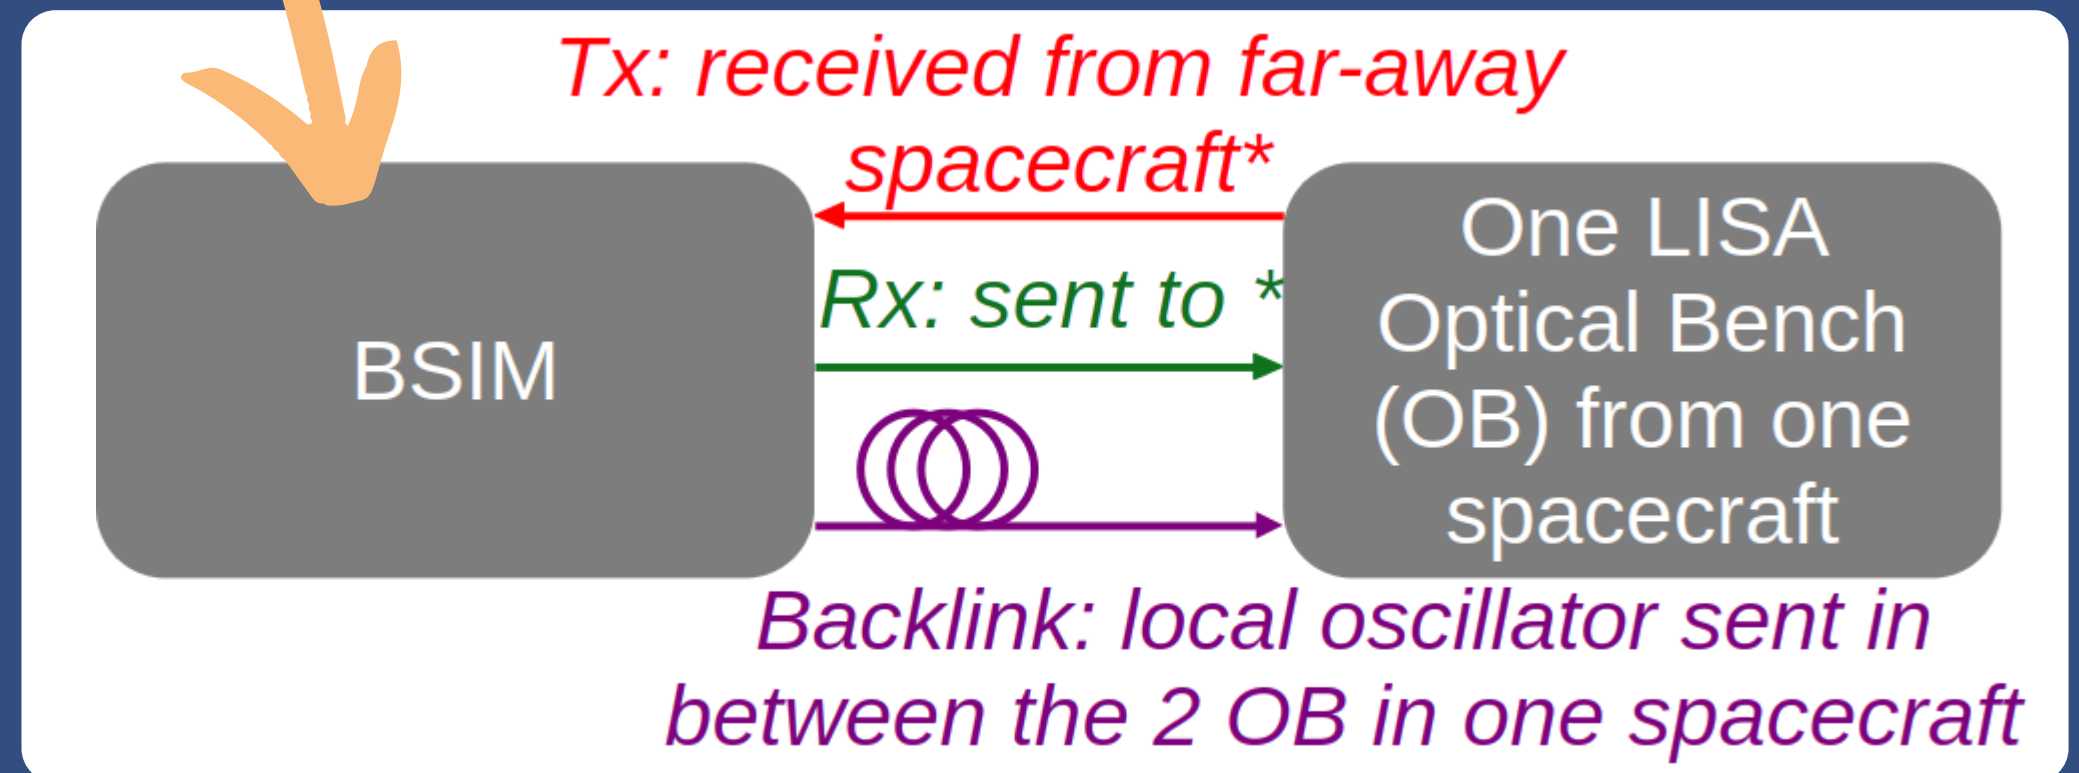 Tx: received from far-away
spacecraft*
BSIM
Rx: sent to *
One LISA
Optical Bench
(OB) from one
spacecraft
Backlink: local oscillator sent in
between the 2 OB in one spacecraft